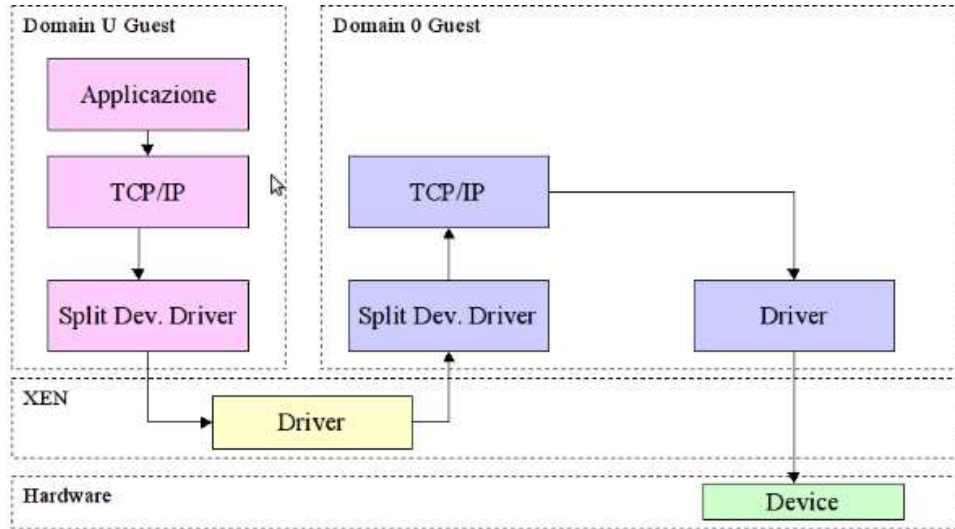 Domain U Guest
Domain 0 Guest
Applicazione
TCP/IP
TCP/IP
Split Dev. Driver
Split Dev. Driver
Driver
XEN
Driver
Hardware
Device